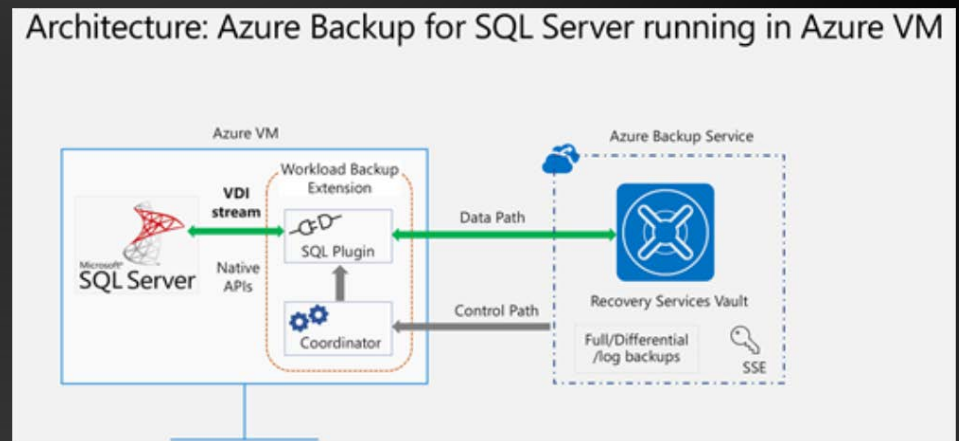 Architecture: Azure Backup for SQL Server running in Azure VM
Azure VM
Azure Backup Service
Workload Backup
Extension
VDI
stream
SQL Plugin
Microsoft®
SQL Server
Native
APIs
Coordinator
Data Path
Control Path
Recovery Services Vault
Full/Differential
/log backups
SSE